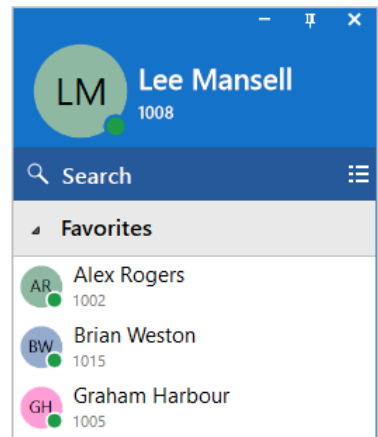 LM
Lee Mansell
1008
Search
Favorites
AR
Alex Rogers
1002
BW
Brian Weston
1015
GH
Graham Harbour
1005